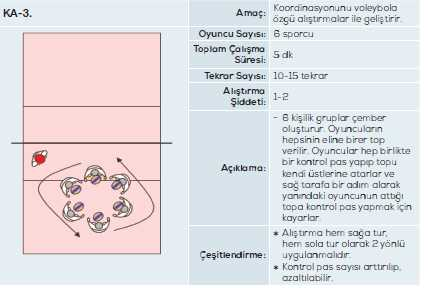 KA-3.
Amaç:
Koordinasyonunu voleybola
özgü alıştırmalar ile geliştirir.
Oyuncu Sayısı:
6 sporcu
Toplam Çalışma
Süresi:
5 dk
Tekrar Sayısı:
10-15 tekrar
Alıştırma
Şiddeti:
1-2
Açıklama:
- 6 kişilik gruplar çember
oluşturur. Oyuncuların
hepsinin eline birer top
verilir. Oyuncular hep birlikte
bir kontrol pas yapıp topu
kendi üstlerine atarlar ve
sağ tarafa bir adım alarak
yanındaki oyuncunun attığı
topa kontrol pas yapmak için
kayarlar.
Çeşitlendirme:
* Alıştırma hem sağa tur,
hem sola tur olarak 2 yönlü
uygulanmalıdır.
* Kontrol pas sayısı arttırılıp,
azaltılabilir.